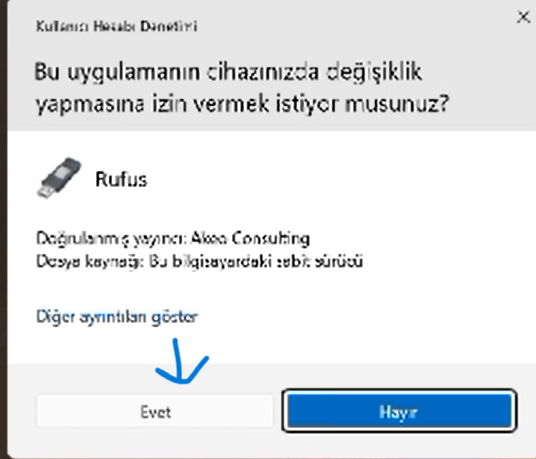 Kullanıcı Hesabı Denetimi
Bu uygulamanın cihazınızda değişiklik
yapmasına izin vermek istiyor musunuz?
Rufus
Doğrulanmış yayıncı: Akeo Consulting
Dosya kaynağı: Bu bilgisayardaki sabit sürücü
Diğer ayrıntıları göster
Evet
Hayır